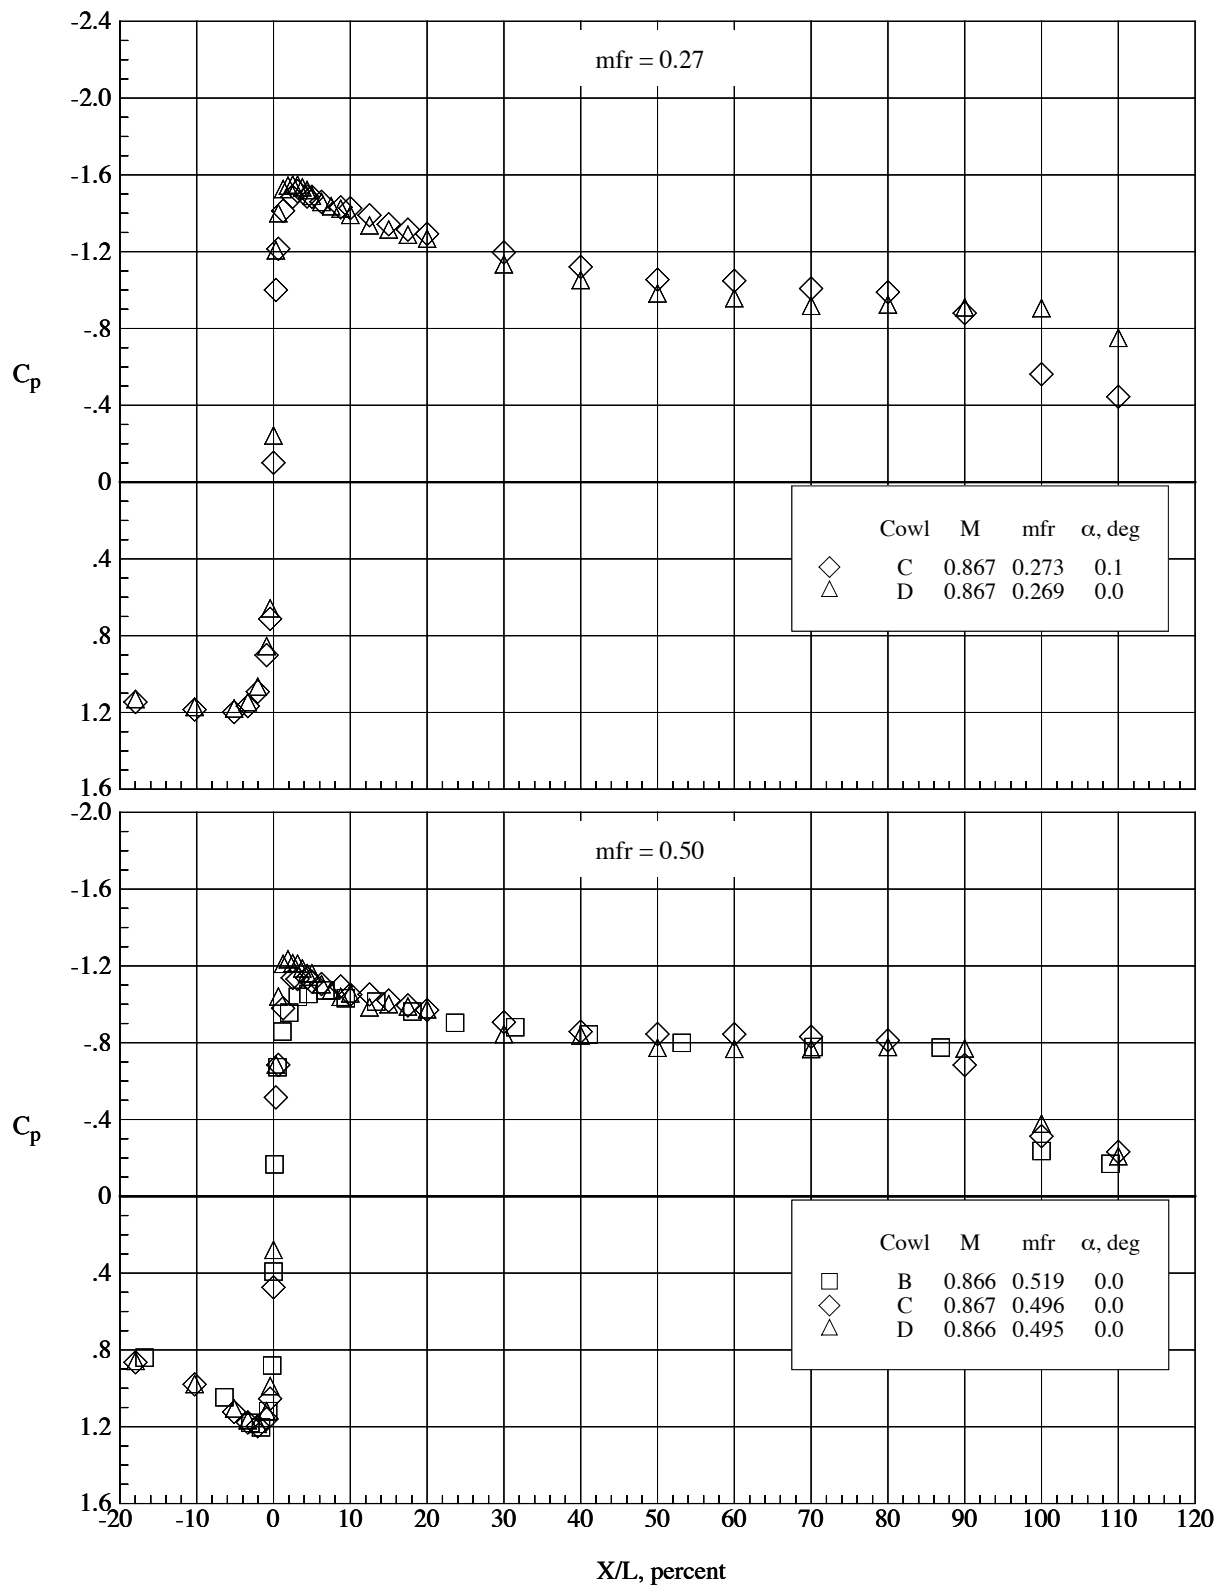 -2.4
mfr = 0.27
-2.0
-1.6
-1.2
-.8
Cp
-.4
0
Cowl M mfr α, deg
C 0.867 0.273 0.1
D 0.867 0.269 0.0
.4
.8
1.2
1.6
-2.0
mfr = 0.50
-1.6
-1.2
-.8
-.4
Cp
0
Cowl M mfr α, deg
B 0.866 0.519 0.0
C 0.867 0.496 0.0
D 0.866 0.495 0.0
.4
.8
1.2
1.6
-20 -10 0 10 20 30 40 50 60 70 80 90 100 110 120
X/L, percent